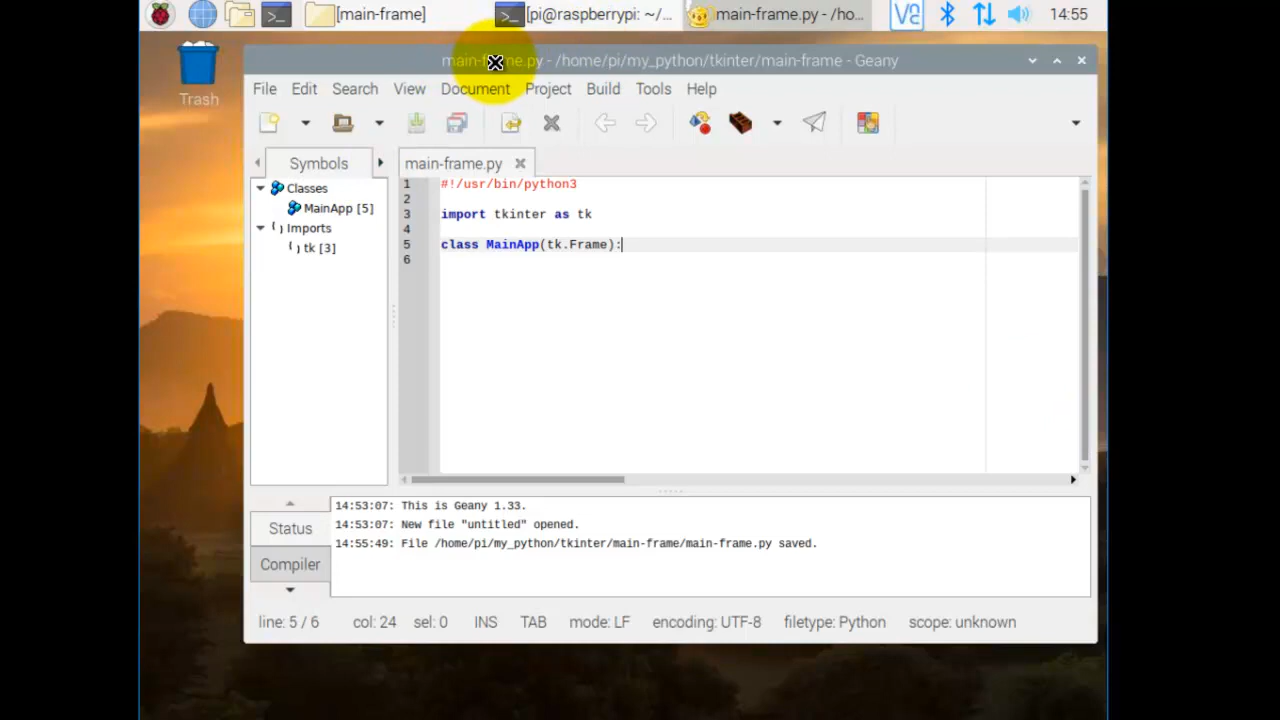 [main-frame]
[pi@raspberrypi: ~/...
main-frame.py - /ho...
14:55
Trash
main-frame.py - /home/pi/my_python/tkinter/main-frame - Geany
File Edit Search View Document Project Build Tools Help
Symbols
main-frame.py
Classes
MainApp [5]
Imports
tk [3]
1 #!/usr/bin/python3
2
3 import tkinter as tk
4
5 class MainApp(tk.Frame):
6
Status
Compiler
14:53:07: This is Geany 1.33.
14:53:07: New file "untitled" opened.
14:55:49: File /home/pi/my_python/tkinter/main-frame/main-frame.py saved.
line: 5 / 6 col: 24 sel: 0 INS TAB mode: LF encoding: UTF-8 filetype: Python scope: unknown